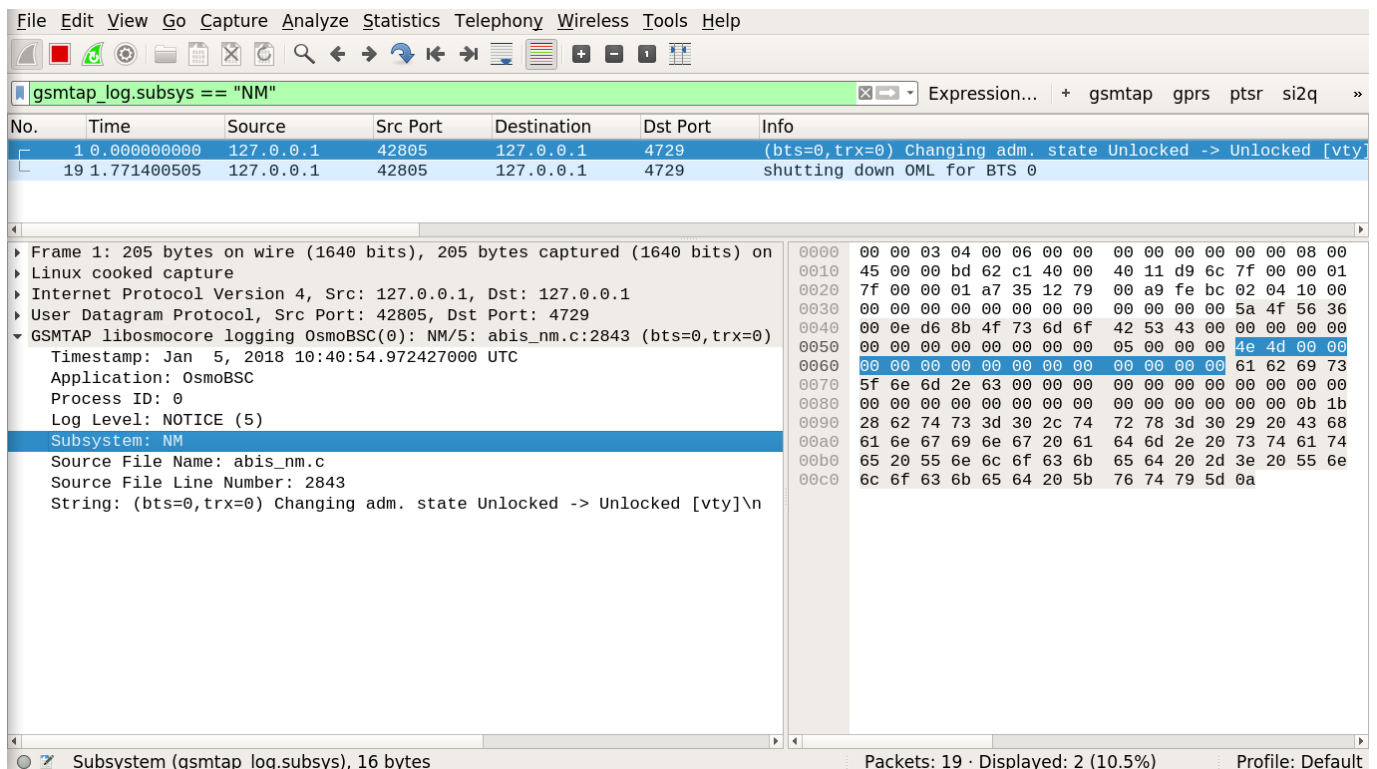 File Edit View Go Capture Analyze Statistics Telephony Wireless Tools Help
gsmtap_log.subsys == "NM" Expression... + gsmtap gprs ptsr si2q »
No. Time Source Src Port Destination Dst Port Info
1 0.000000000 127.0.0.1 42805 127.0.0.1 4729 (bts=0,trx=0) Changing adm. state Unlocked -> Unlocked [vty]
19 1.771400505 127.0.0.1 42805 127.0.0.1 4729 shutting down OML for BTS 0
Frame 1: 205 bytes on wire (1640 bits), 205 bytes captured (1640 bits) on
Linux cooked capture
Internet Protocol Version 4, Src: 127.0.0.1, Dst: 127.0.0.1
User Datagram Protocol, Src Port: 42805, Dst Port: 4729
GSMTAP libosmocore logging OsmoBSC(0): NM/5: abis_nm.c:2843 (bts=0,trx=0)
Timestamp: Jan  5, 2018 10:40:54.972427000 UTC
Application: OsmoBSC
Process ID: 0
Log Level: NOTICE (5)
Subsystem: NM
Source File Name: abis_nm.c
Source File Line Number: 2843
String: (bts=0,trx=0) Changing adm. state Unlocked -> Unlocked [vty]\n
0000 00 00 03 04 00 06 00 00 00 00 00 00 00 00 08 00
0010 45 00 00 bd 62 c1 40 00 40 11 d9 6c 7f 00 00 01
0020 7f 00 00 01 a7 35 12 79 00 a9 fe bc 02 04 10 00
0030 00 00 00 00 00 00 00 00 00 00 00 00 5a 4f 56 36
0040 00 0e d6 8b 4f 73 6d 6f 42 53 43 00 00 00 00 00
0050 00 00 00 00 00 00 00 00 05 00 00 00 4e 4d 00 00
0060 00 00 00 00 00 00 00 00 00 00 00 00 61 62 69 73
0070 5f 6e 6d 2e 63 00 00 00 00 00 00 00 00 00 00 00
0080 00 00 00 00 00 00 00 00 00 00 00 00 00 00 0b 1b
0090 28 62 74 73 3d 30 2c 74 72 78 3d 30 29 20 43 68
00a0 61 6e 67 69 6e 67 20 61 64 6d 2e 20 73 74 61 74
00b0 65 20 55 6e 6c 6f 63 6b 65 64 20 2d 3e 20 55 6e
00c0 6c 6f 63 6b 65 64 20 5b 76 74 79 5d 0a
Subsystem (gsmtap_log.subsys), 16 bytes Packets: 19 · Displayed: 2 (10.5%) Profile: Default